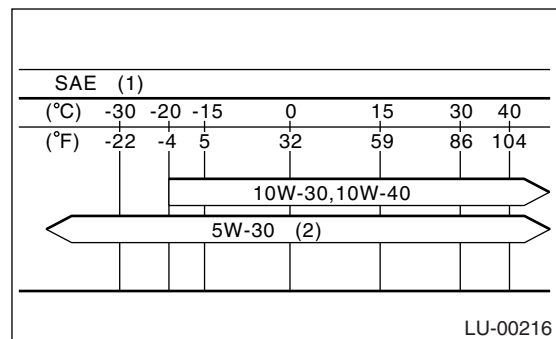 SAE (1)
(°C) -30 -20 -15 0 15 30 40
(°F) -22 -4 5 32 59 86 104
10W-30,10W-40
5W-30 (2)
LU-00216